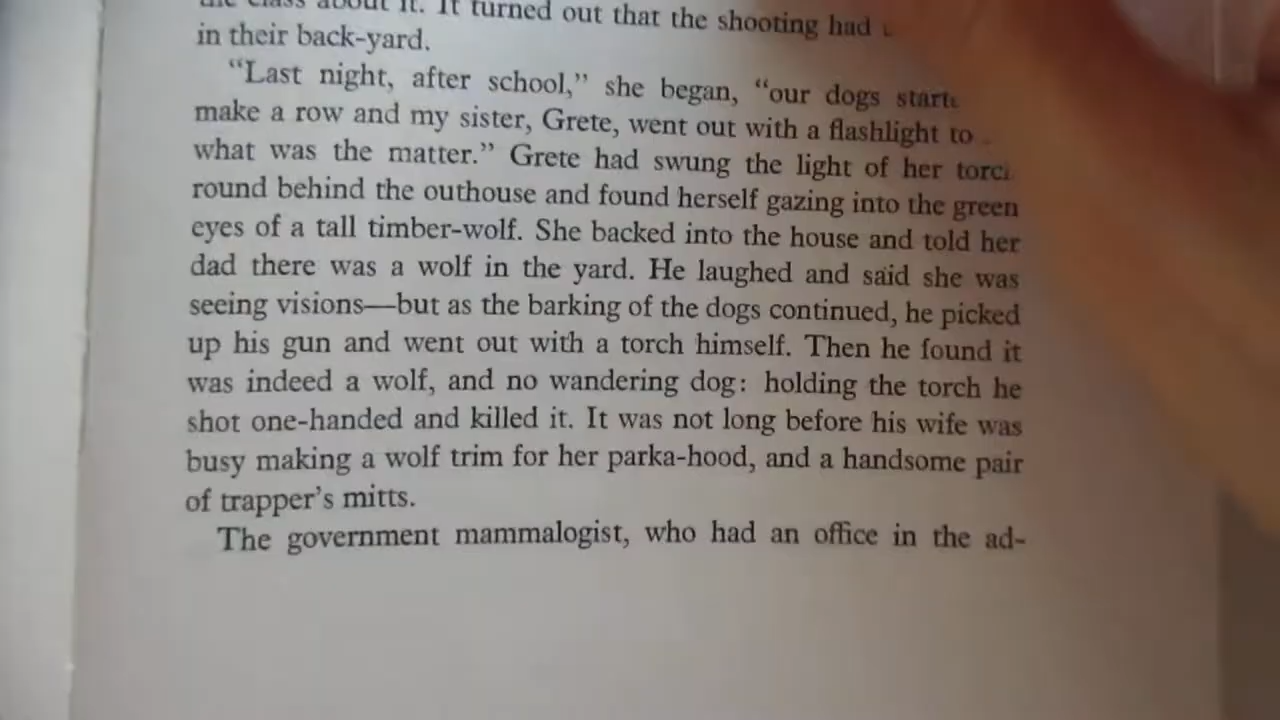 the class about it. It turned out that the shooting had
in their back-yard.
“Last night, after school,” she began, “our dogs
make a row and my sister, Grete, went out with a flashlight to
what was the matter.” Grete had swung the light of her
round behind the outhouse and found herself gazing into the green
eyes of a tall timber-wolf. She backed into the house and told her
dad there was a wolf in the yard. He laughed and said she was
seeing visions—but as the barking of the dogs continued, he picked
up his gun and went out with a torch himself. Then he found it
was indeed a wolf, and no wandering dog: holding the torch he
shot one-handed and killed it. It was not long before his wife was
busy making a wolf trim for her parka-hood, and a handsome pair
of trapper’s mitts.
The government mammalogist, who had an office in the ad-